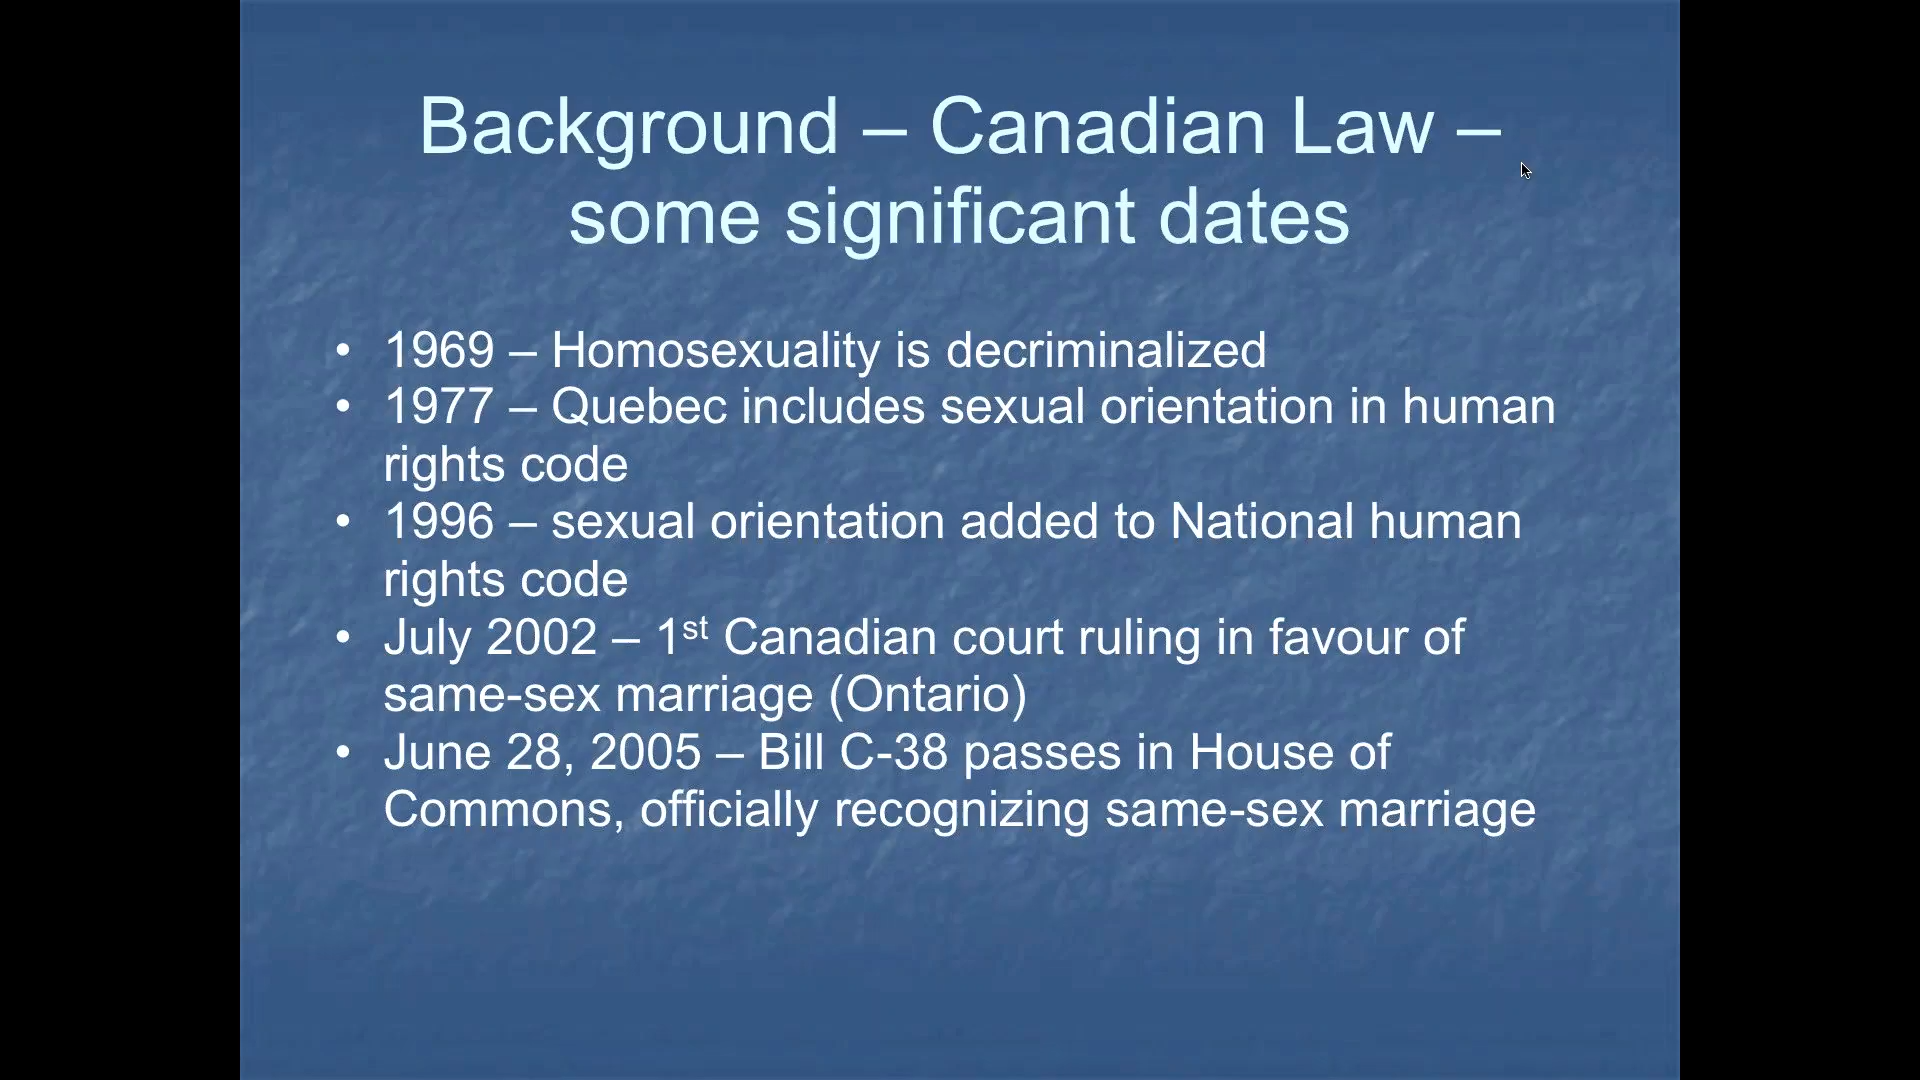 Background – Canadian Law –
some significant dates
• 1969 – Homosexuality is decriminalized
• 1977 – Quebec includes sexual orientation in human
rights code
• 1996 – sexual orientation added to National human
rights code
• July 2002 – 1st Canadian court ruling in favour of
same-sex marriage (Ontario)
• June 28, 2005 – Bill C-38 passes in House of
Commons, officially recognizing same-sex marriage